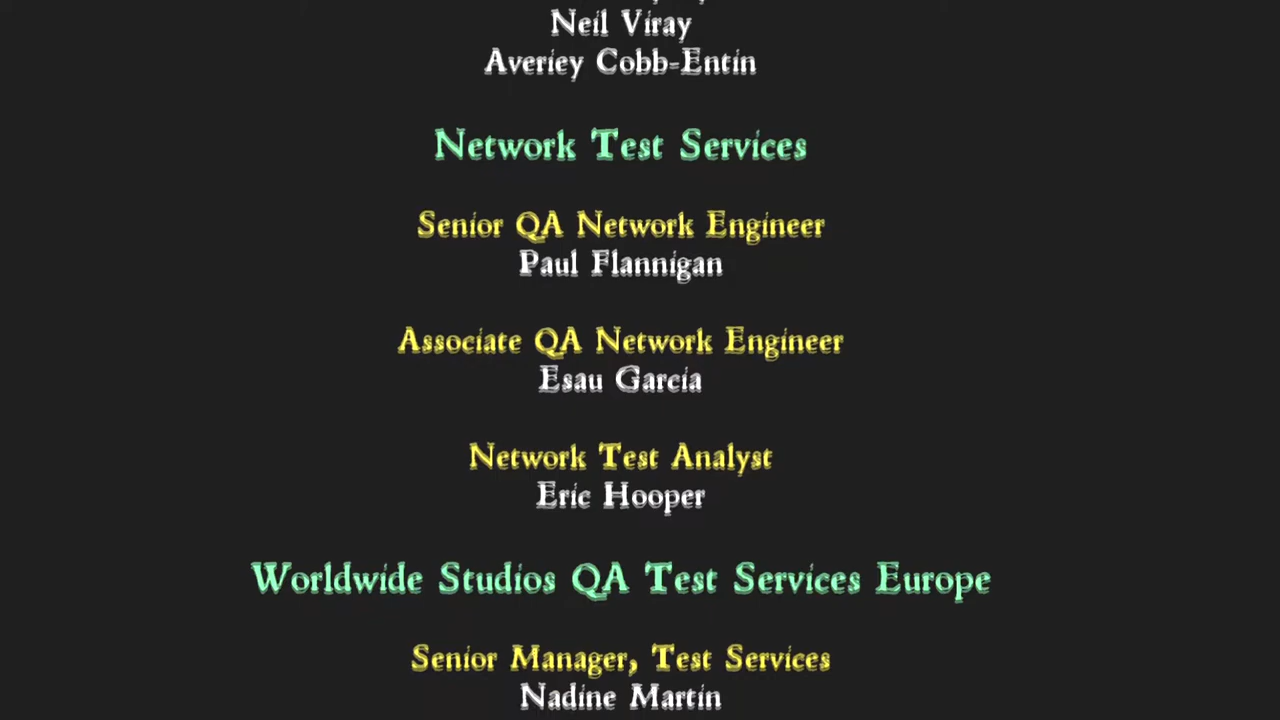 Neil Viray
Averiey Cobb-Entin
Network Test Services
Senior QA Network Engineer
Paul Flannigan
Associate QA Network Engineer
Esau Garcia
Network Test Analyst
Eric Hooper
Worldwide Studios QA Test Services Europe
Senior Manager, Test Services
Nadine Martin